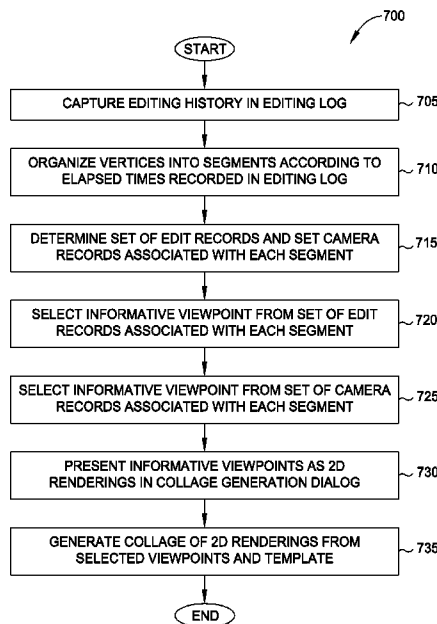 700
START
CAPTURE EDITING HISTORY IN EDITING LOG
705
ORGANIZE VERTICES INTO SEGMENTS ACCORDING TO
ELAPSED TIMES RECORDED IN EDITING LOG
710
DETERMINE SET OF EDIT RECORDS AND SET CAMERA
RECORDS ASSOCIATED WITH EACH SEGMENT
715
SELECT INFORMATIVE VIEWPOINT FROM SET OF EDIT
RECORDS ASSOCIATED WITH EACH SEGMENT
720
SELECT INFORMATIVE VIEWPOINT FROM SET OF CAMERA
RECORDS ASSOCIATED WITH EACH SEGMENT
725
PRESENT INFORMATIVE VIEWPOINTS AS 2D
RENDERINGS IN COLLAGE GENERATION DIALOG
730
GENERATE COLLAGE OF 2D RENDERINGS FROM
SELECTED VIEWPOINTS AND TEMPLATE
735
END